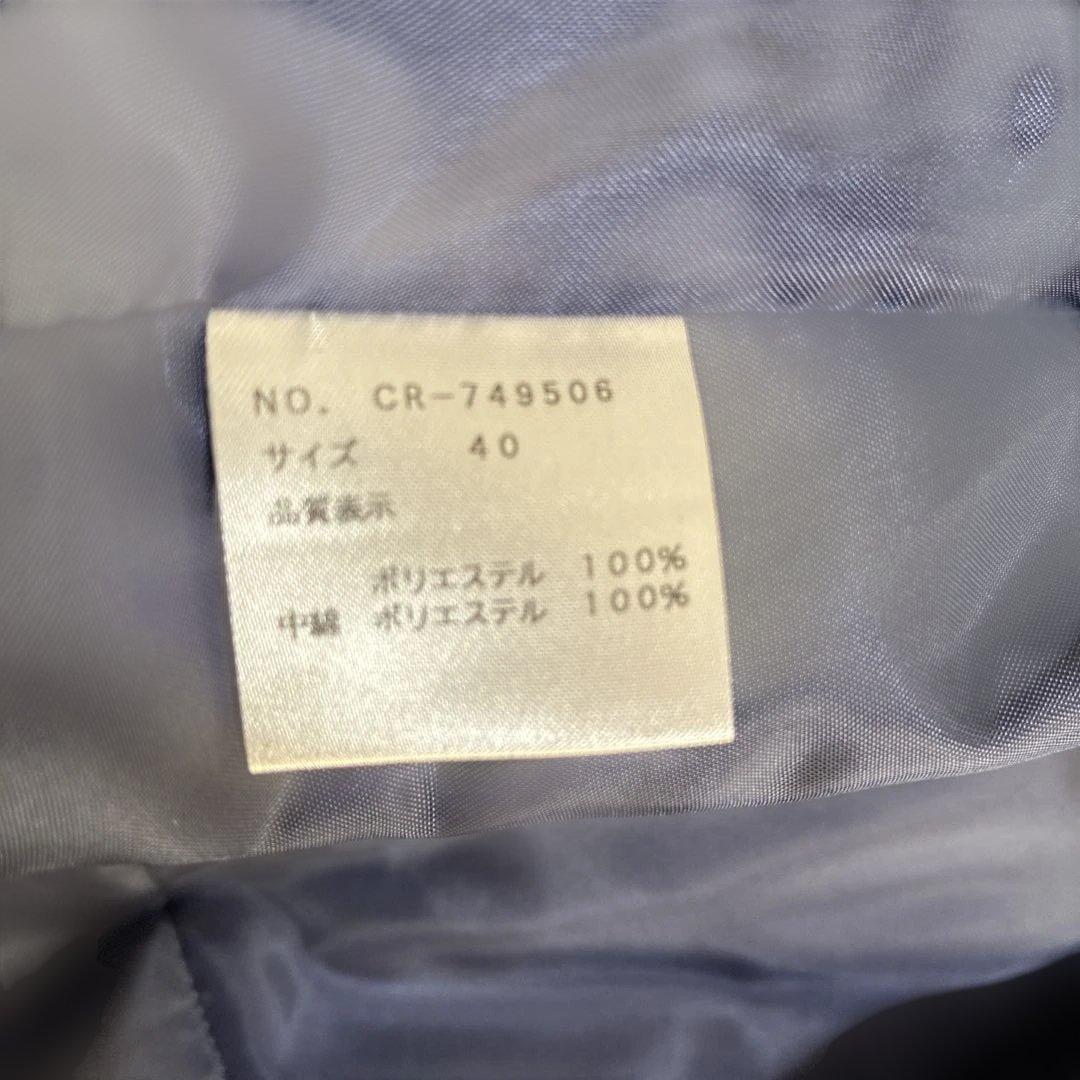 NO. CR-749506
サイズ 40
品質表示
ポリエステル 100%
中綿 ポリエステル 100%